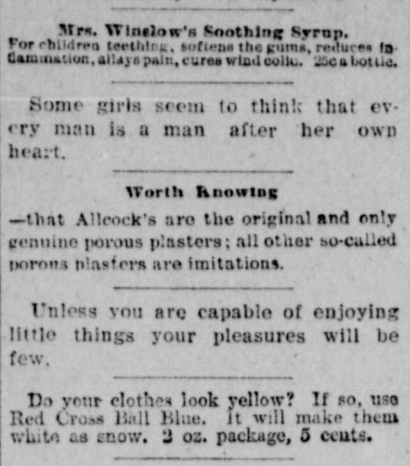 Mrs. Winslow's Soothing Syrup.
For children teething, softens the gums, reduces in-
flammation, allays pain, cures wind colic. 25c a bottle.
Some girls seem to think that ev-
ery man is a man after her own
heart.
Worth Knowing
—that Allcock's are the original and only
genuine porous plasters; all other so-called
porous plasters are imitations.
Unless you are capable of enjoying
little things your pleasures will be
few.
Do your clothes look yellow? If so, use
Red Cross Ball Blue. It will make them
white as snow. 2 oz. package, 5 cents.